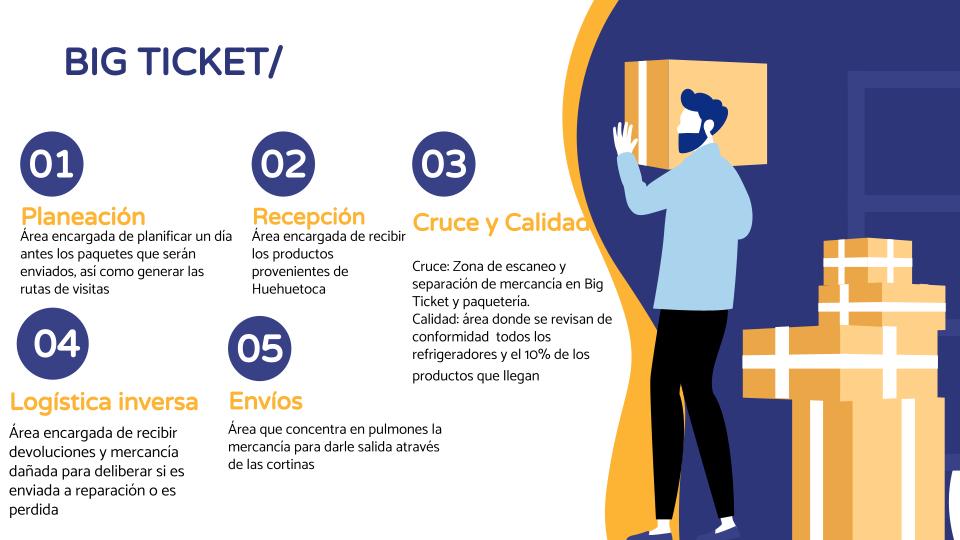 BIG TICKET/
01
Planeación
Área encargada de planificar un día
antes los paquetes que serán
enviados, así como generar las
rutas de visitas
02
Recepción
Área encargada de recibir
los productos
provenientes de
Huehuetoca
03
Cruce y Calidad
Cruce: Zona de escaneo y
separación de mercancía en Big
Ticket y paquetería.
Calidad: área donde se revisan de
conformidad todos los
refrigeradores y el 10% de los
productos que llegan
04
Logística inversa
Área encargada de recibir
devoluciones y mercancía
dañada para deliberar si es
enviada a reparación o es
perdida
05
Envíos
Área que concentra en pulmones la
mercancía para darle salida através
de las cortinas